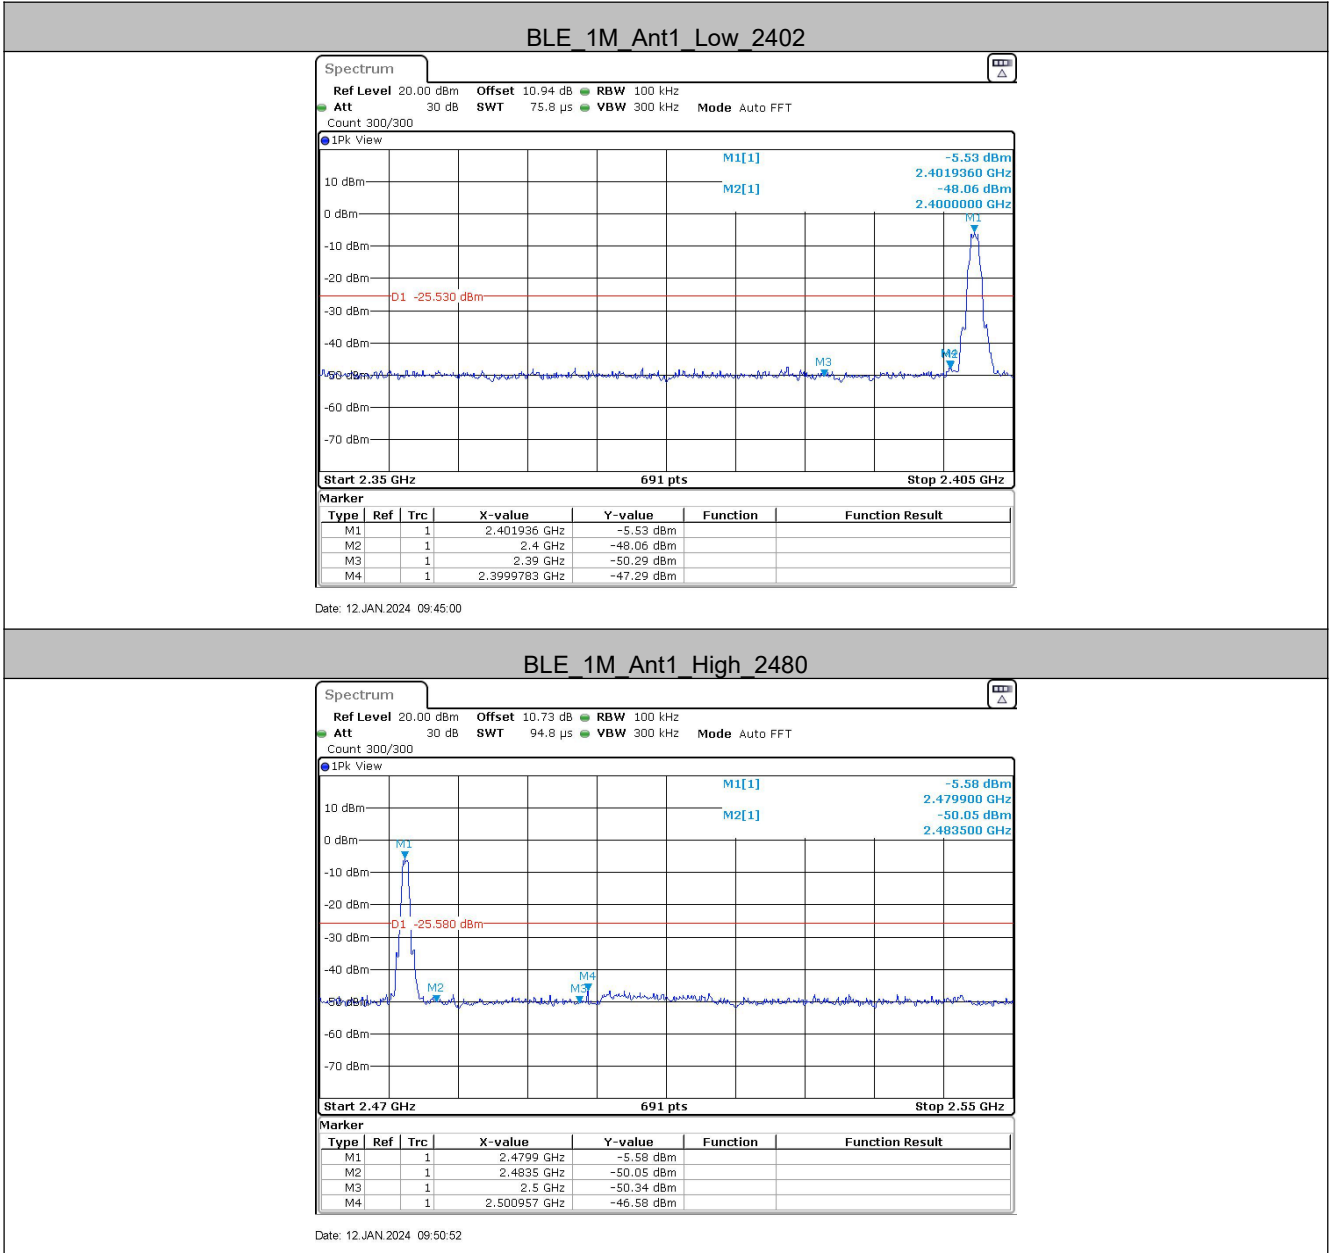 BLE_1M_Ant1_Low_2402
Spectrum
Ref Level 20.00 dBm Offset 10.94 dB RBW 100 kHz
Att 30 dB SWT 75.8 µs VBW 300 kHz Mode Auto FFT
Count 300/300
1Pk View
M1[1] -5.53 dBm
2.4019360 GHz
10 dBm
M2[1] -48.06 dBm
2.4000000 GHz
0 dBm
M1
-10 dBm
-20 dBm
D1 -25.530 dBm
-30 dBm
-40 dBm
M3
M2
-50 dBm
-60 dBm
-70 dBm
Start 2.35 GHz 691 pts Stop 2.405 GHz
Marker
Type Ref Trc X-value Y-value Function Function Result
M1 1 2.401936 GHz -5.53 dBm
M2 1 2.4 GHz -48.06 dBm
M3 1 2.39 GHz -50.29 dBm
M4 1 2.3999783 GHz -47.29 dBm
Date: 12.JAN.2024 09:45:00
BLE_1M_Ant1_High_2480
Spectrum
Ref Level 20.00 dBm Offset 10.73 dB RBW 100 kHz
Att 30 dB SWT 94.8 µs VBW 300 kHz Mode Auto FFT
Count 300/300
1Pk View
M1[1] -5.58 dBm
2.479900 GHz
10 dBm
M2[1] -50.05 dBm
2.483500 GHz
0 dBm
M1
-10 dBm
-20 dBm
D1 -25.580 dBm
-30 dBm
-40 dBm
M4
M2 M3
-50 dBm
-60 dBm
-70 dBm
Start 2.47 GHz 691 pts Stop 2.55 GHz
Marker
Type Ref Trc X-value Y-value Function Function Result
M1 1 2.4799 GHz -5.58 dBm
M2 1 2.4835 GHz -50.05 dBm
M3 1 2.5 GHz -50.34 dBm
M4 1 2.500957 GHz -46.58 dBm
Date: 12.JAN.2024 09:50:52